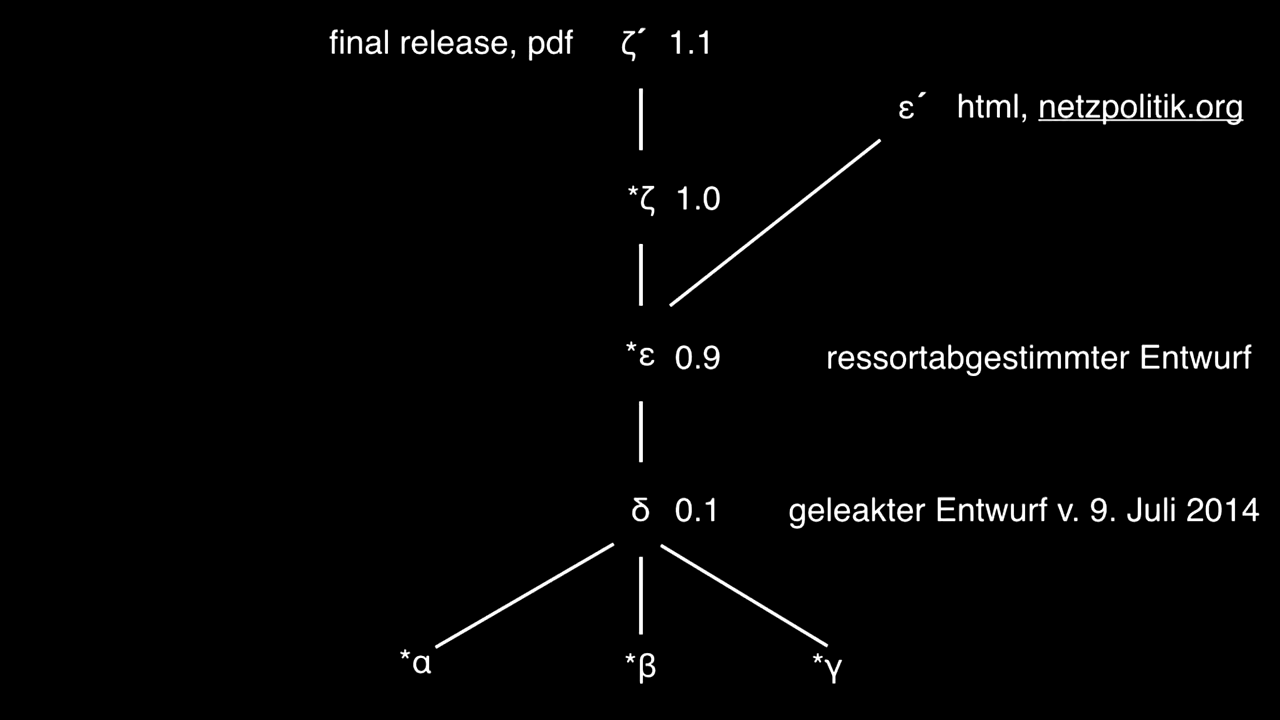 final release, pdf ζ´ 1.1
ε´ html, netzpolitik.org
*ζ 1.0
*ε 0.9 ressortabgestimmter Entwurf
δ 0.1 geleakter Entwurf v. 9. Juli 2014
*α *β *γ